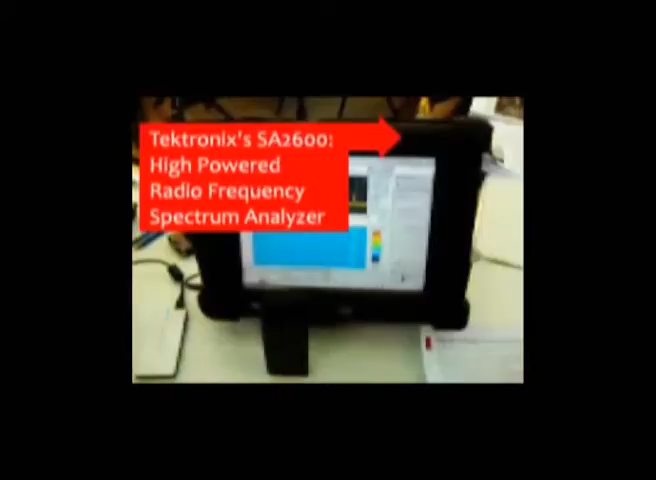 Tektronix's SA2600:
High Powered
Radio Frequency
Spectrum Analyzer